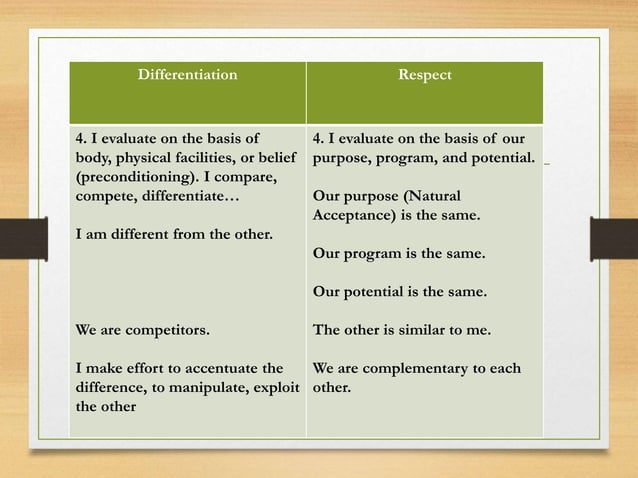 Differentiation
Respect
4. I evaluate on the basis of
body, physical facilities, or belief
(preconditioning). I compare,
compete, differentiate…
I am different from the other.
We are competitors.
I make effort to accentuate the
difference, to manipulate, exploit
the other
4. I evaluate on the basis of our
purpose, program, and potential.
Our purpose (Natural
Acceptance) is the same.
Our program is the same.
Our potential is the same.
The other is similar to me.
We are complementary to each
other.